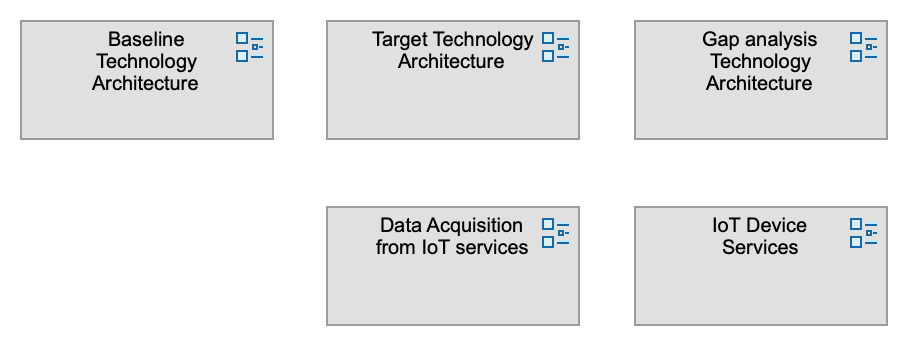 Baseline
Technology
Architecture
Target Technology
Architecture
Gap analysis
Technology
Architecture
Data Acquisition
from IoT services
IoT Device
Services